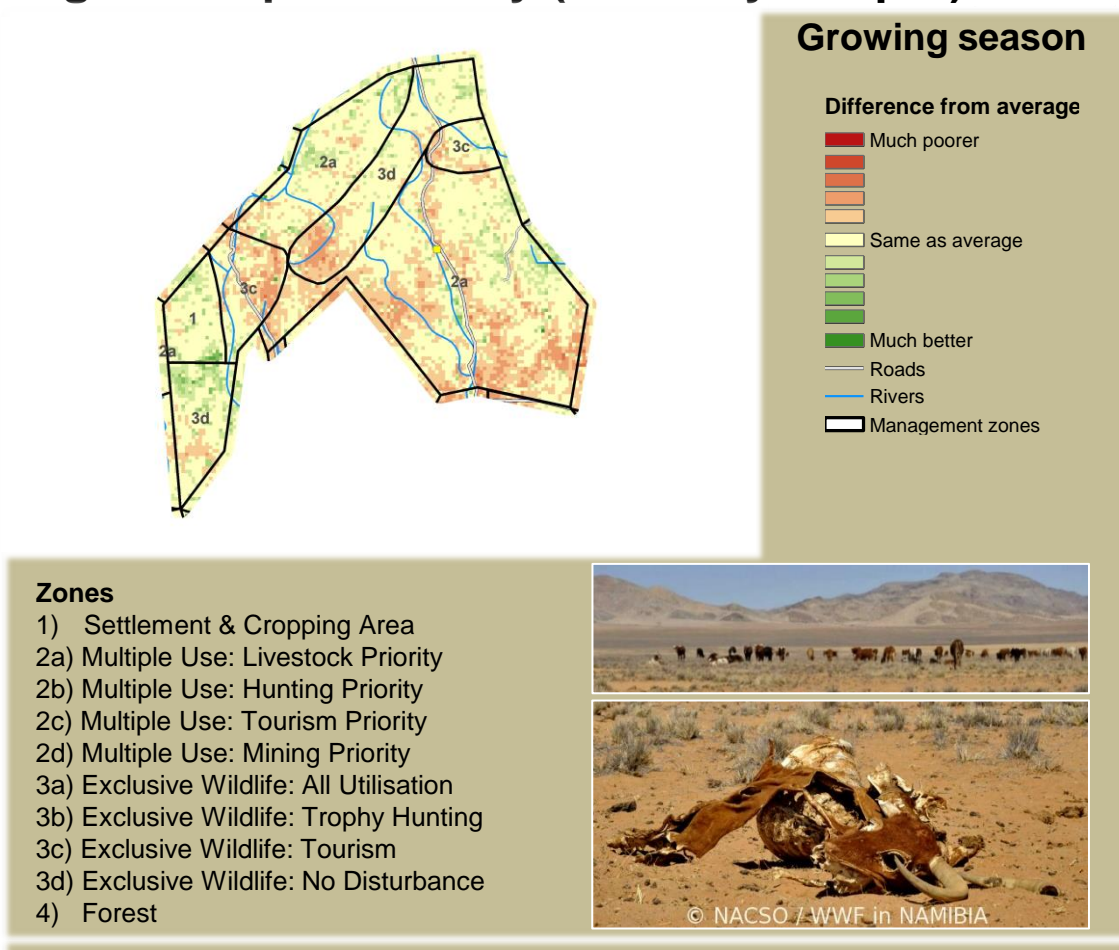 Growing season
Difference from average
Much poorer
Same as average
Much better
Roads
Rivers
Management zones
2a
3c
3d
2a
3c
1
2a
3d
Zones
1) Settlement & Cropping Area
2a) Multiple Use: Livestock Priority
2b) Multiple Use: Hunting Priority
2c) Multiple Use: Tourism Priority
2d) Multiple Use: Mining Priority
3a) Exclusive Wildlife: All Utilisation
3b) Exclusive Wildlife: Trophy Hunting
3c) Exclusive Wildlife: Tourism
3d) Exclusive Wildlife: No Disturbance
4) Forest
© NACSO / WWF in NAMIBIA